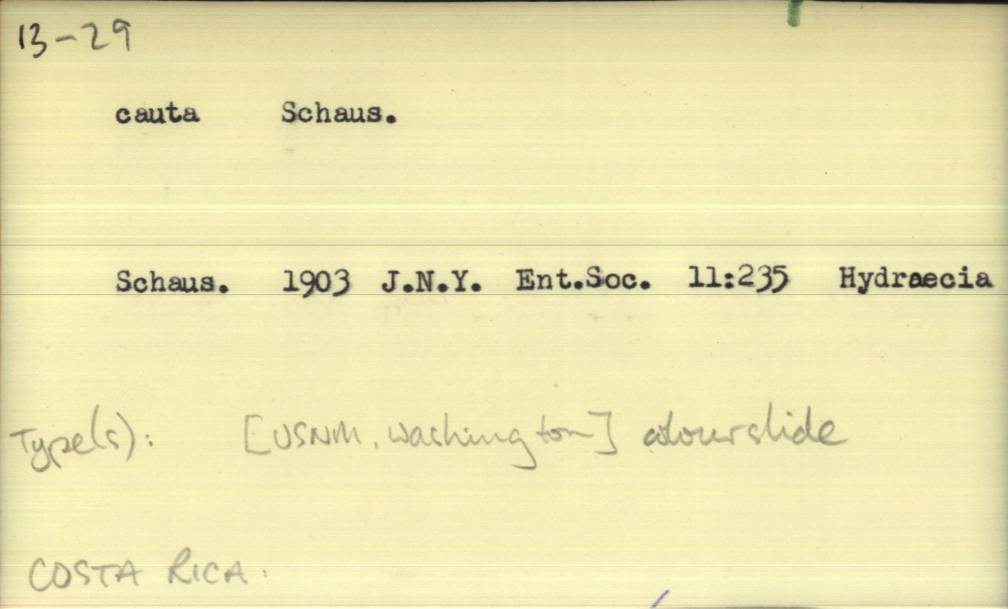 13-29
cauta Schaus.
Schaus. 1903 J.N.Y. Ent.Soc. 11:235 Hydraecia
Type(s): [USNM, Washington] colourslide
COSTA RICA.